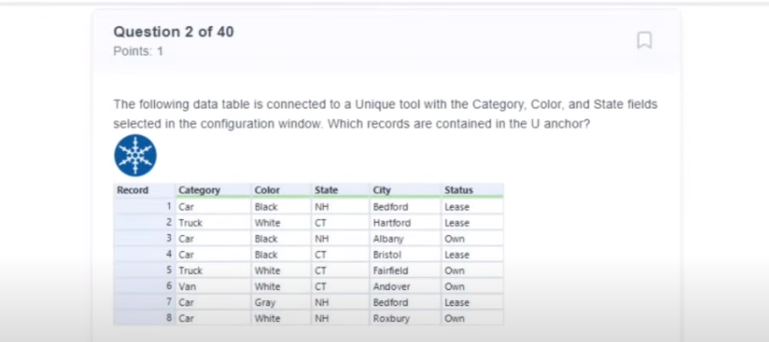 Question 2 of 40
Points: 1
The following data table is connected to a Unique tool with the Category, Color, and State fields
selected in the configuration window. Which records are contained in the U anchor?
Record Category Color State City Status
1 Car Black NH Bedford Lease
2 Truck White CT Hartford Lease
3 Car Black NH Albany Own
4 Car Black CT Bristol Lease
5 Truck White CT Fairfield Own
6 Van White CT Andover Own
7 Car Gray NH Bedford Lease
8 Car White NH Roxbury Own